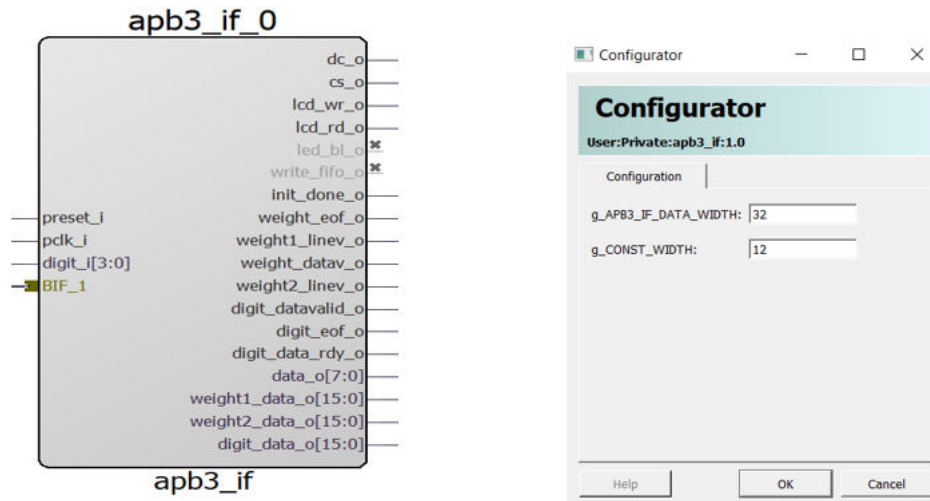 apb3_if_0
dc_o
cs_o
lcd_wr_o
lcd_rd_o
led_bl_o
write_fifo_o
init_done_o
preset_i weight_eof_o
pclk_i weight1_linev_o
digit_i[3:0] weight_datav_o
BIF_1 weight2_linev_o
digit_datavalid_o
digit_eof_o
digit_data_rdy_o
data_o[7:0]
weight1_data_o[15:0]
weight2_data_o[15:0]
digit_data_o[15:0]
apb3_if
Configurator
Configurator
User:Private:apb3_if:1.0
Configuration
g_APB3_IF_DATA_WIDTH: 32
g_CONST_WIDTH: 12
Help OK Cancel